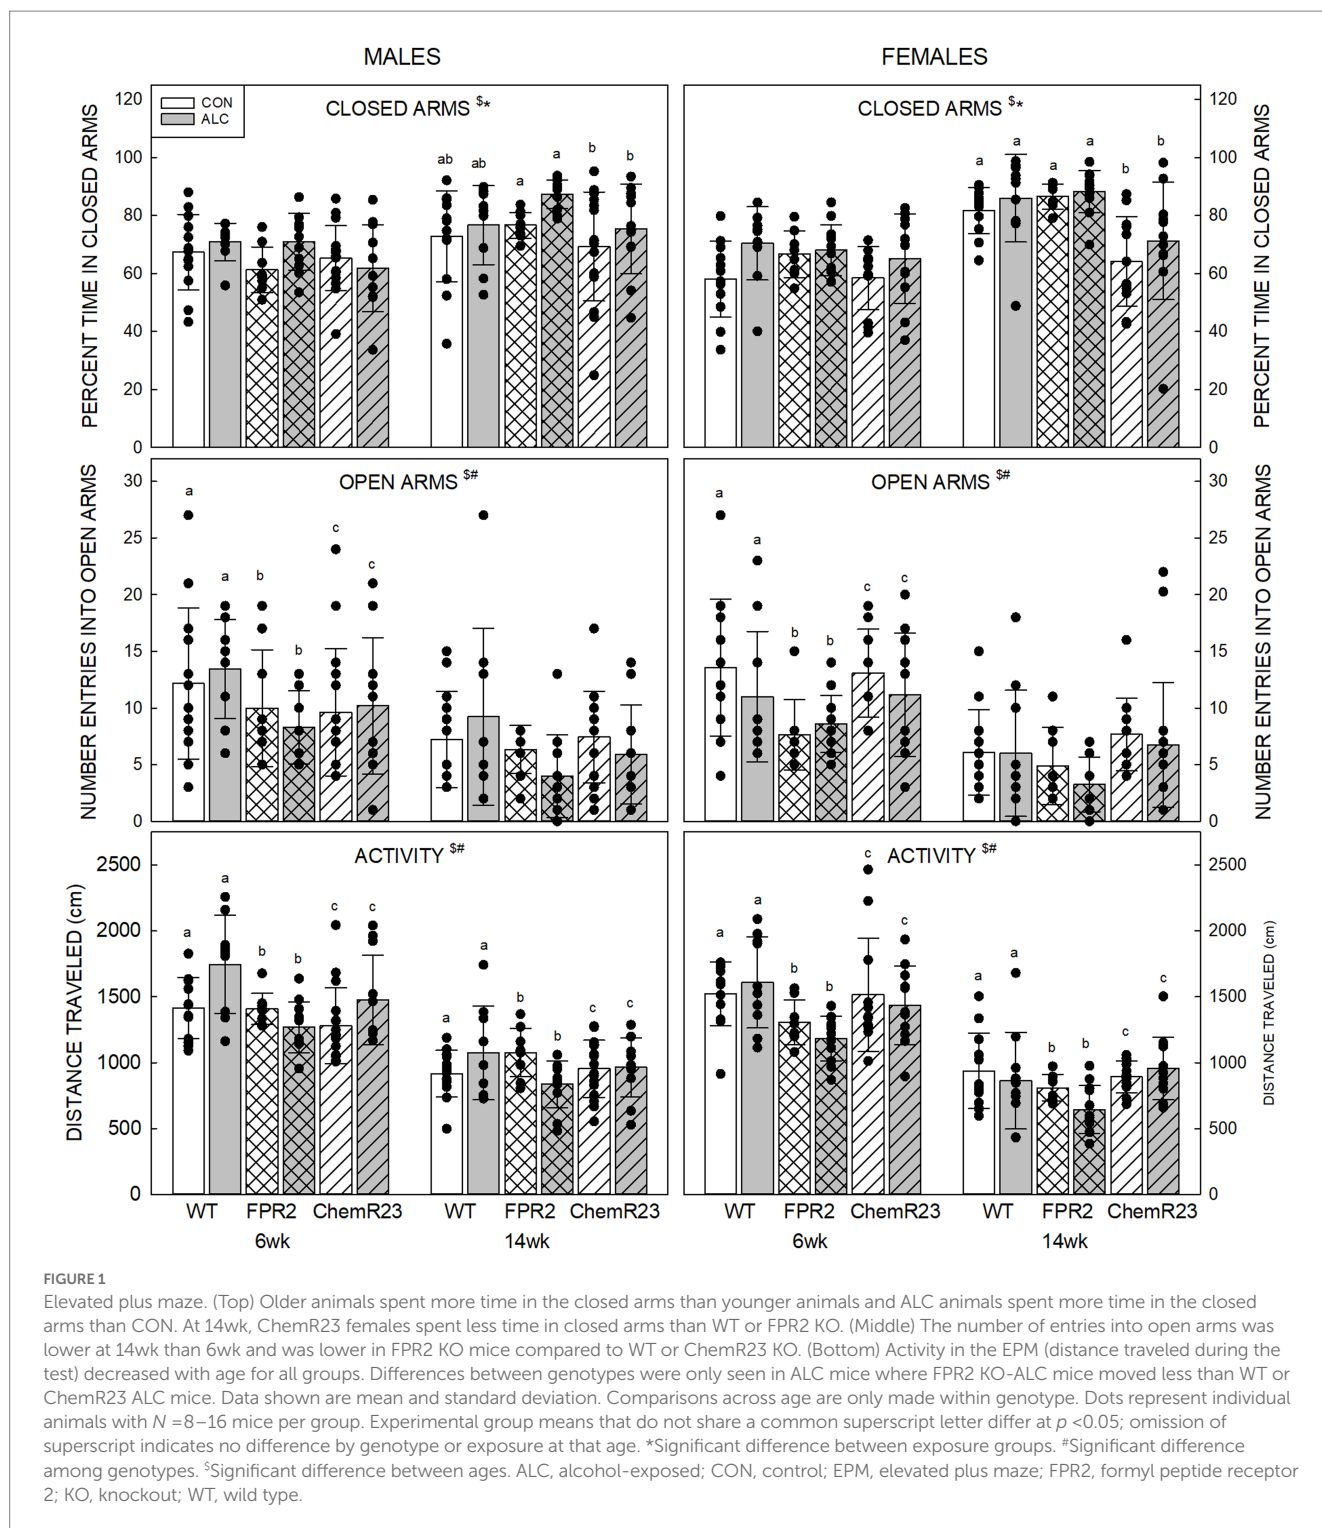 MALES
FEMALES
CON
ALC
CLOSED ARMS $*
CLOSED ARMS $*
PERCENT TIME IN CLOSED ARMS
120
100
80
60
40
20
0
ab ab a a b b
a a a a b b
120
100
80
60
40
20
0
PERCENT TIME IN CLOSED ARMS
OPEN ARMS $#
OPEN ARMS $#
NUMBER ENTRIES INTO OPEN ARMS
30
25
20
15
10
5
0
a a b b c c
a a b b c c
30
25
20
15
10
5
0
NUMBER ENTRIES INTO OPEN ARMS
ACTIVITY $#
ACTIVITY $#
DISTANCE TRAVELED (cm)
2500
2000
1500
1000
500
0
a a b b c c a a b b c c
a a b b c c a a b b c c
2500
2000
1500
1000
500
0
DISTANCE TRAVELED (cm)
WT FPR2 ChemR23 WT FPR2 ChemR23 WT FPR2 ChemR23 WT FPR2 ChemR23
6wk 14wk 6wk 14wk
FIGURE 1
Elevated plus maze. (Top) Older animals spent more time in the closed arms than younger animals and ALC animals spent more time in the closed
arms than CON. At 14wk, ChemR23 females spent less time in closed arms than WT or FPR2 KO. (Middle) The number of entries into open arms was
lower at 14wk than 6wk and was lower in FPR2 KO mice compared to WT or ChemR23 KO. (Bottom) Activity in the EPM (distance traveled during the
test) decreased with age for all groups. Differences between genotypes were only seen in ALC mice where FPR2 KO-ALC mice moved less than WT or
ChemR23 ALC mice. Data shown are mean and standard deviation. Comparisons across age are only made within genotype. Dots represent individual
animals with N =8–16 mice per group. Experimental group means that do not share a common superscript letter differ at p <0.05; omission of
superscript indicates no difference by genotype or exposure at that age. *Significant difference between exposure groups. #Significant difference
among genotypes. $Significant difference between ages. ALC, alcohol-exposed; CON, control; EPM, elevated plus maze; FPR2, formyl peptide receptor
2; KO, knockout; WT, wild type.